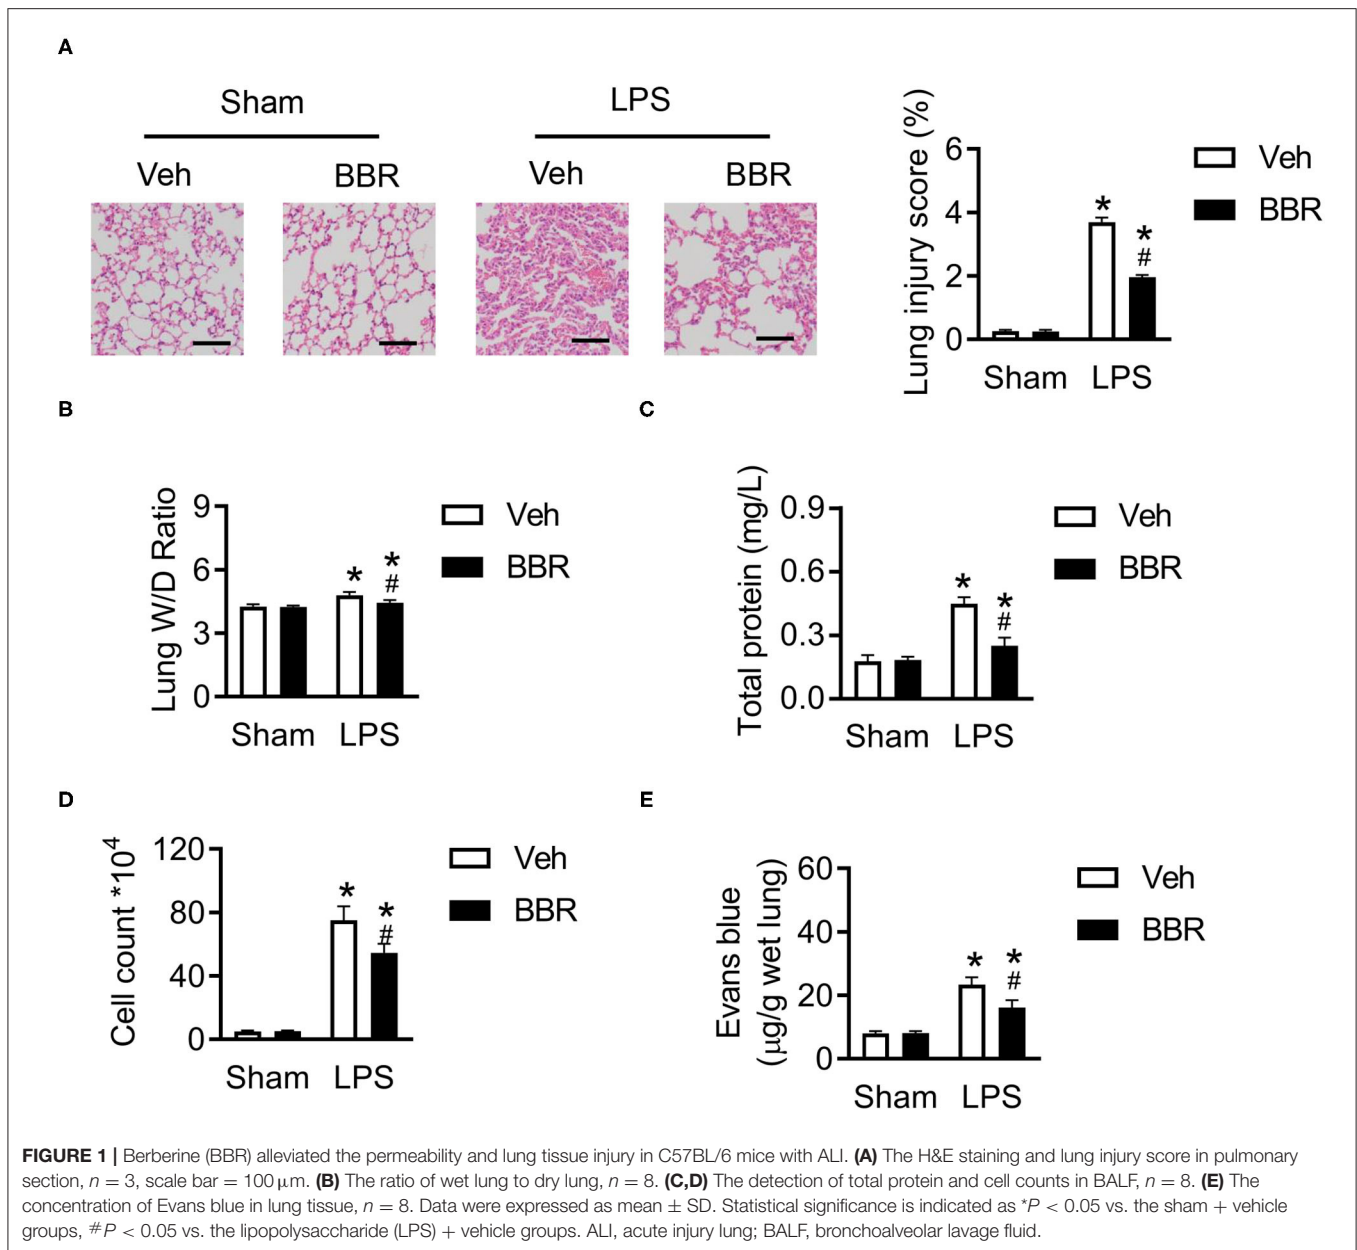 A
Sham
LPS
Veh
BBR
Veh
BBR
Lung injury score (%)
6
4
2
0
*
*
#
Sham
LPS
Veh
BBR
B
Lung W/D Ratio
9
6
3
0
*
*
#
Sham
LPS
Veh
BBR
C
Total protein (mg/L)
0.9
0.6
0.3
0.0
*
*
#
Sham
LPS
Veh
BBR
D
Cell count *10⁴
120
80
40
0
*
*
#
Sham
LPS
Veh
BBR
E
Evans blue
(μg/g wet lung)
60
40
20
0
*
*
#
Sham
LPS
Veh
BBR
FIGURE 1 | Berberine (BBR) alleviated the permeability and lung tissue injury in C57BL/6 mice with ALI. (A) The H&E staining and lung injury score in pulmonary
section, n = 3, scale bar = 100 μm. (B) The ratio of wet lung to dry lung, n = 8. (C,D) The detection of total protein and cell counts in BALF, n = 8. (E) The
concentration of Evans blue in lung tissue, n = 8. Data were expressed as mean ± SD. Statistical significance is indicated as *P < 0.05 vs. the sham + vehicle
groups, #P < 0.05 vs. the lipopolysaccharide (LPS) + vehicle groups. ALI, acute injury lung; BALF, bronchoalveolar lavage fluid.